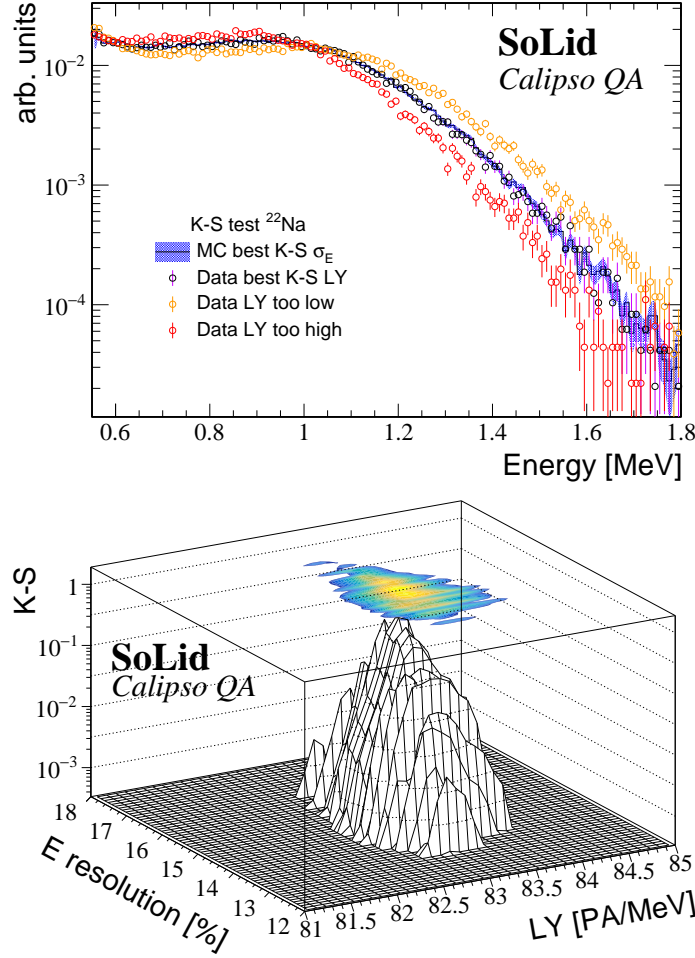 arb. units
10⁻²
10⁻³
10⁻⁴
SoLid
Calipso QA
K-S test ²²Na
MC best K-S σ_E
Data best K-S LY
Data LY too low
Data LY too high
0.6 0.8 1 1.2 1.4 1.6 1.8
Energy [MeV]
K-S
1
10⁻¹
10⁻²
10⁻³
SoLid
Calipso QA
18 17 16 15 14 13 12
E resolution [%]
81 81.5 82 82.5 83 83.5 84 84.5 85
LY [PA/MeV]